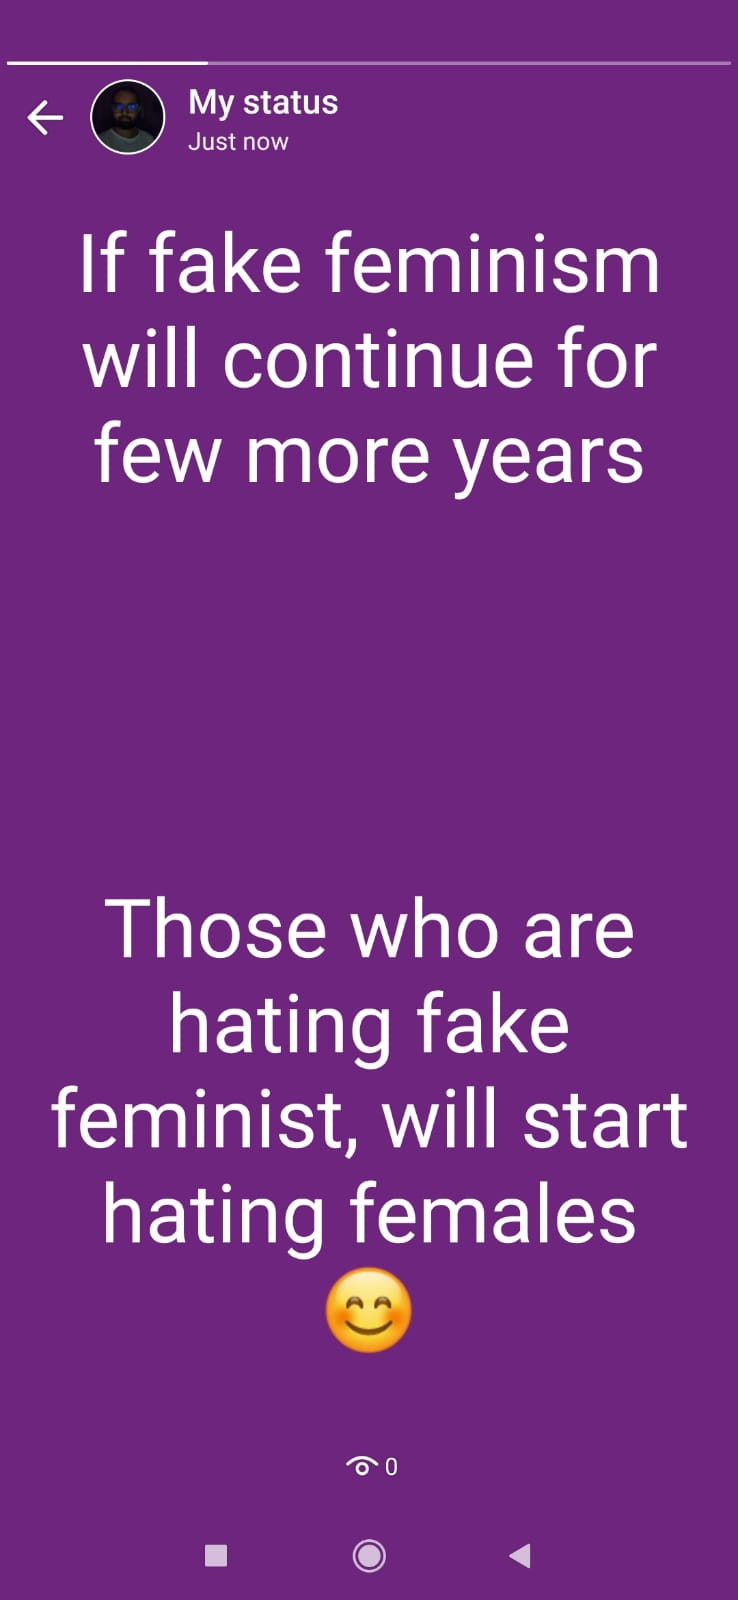 My status
Just now
If fake feminism
will continue for
few more years
Those who are
hating fake
feminist, will start
hating females
😊
0